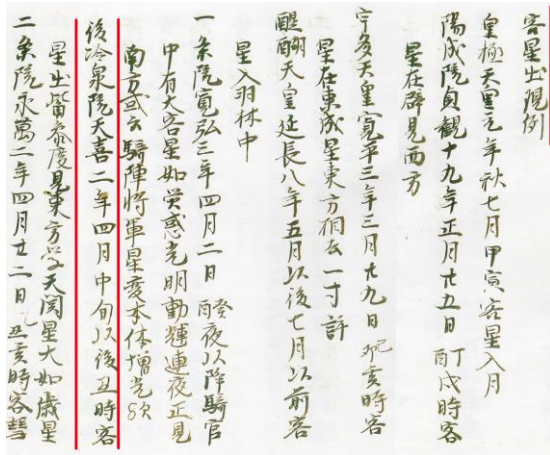 客星出現例
皇極天皇元年秋七月甲寅客星入月
陽成院貞觀十九年正月廿五日 丁酉 戌時客
星在辟見西方
宇多天皇寛平三年三月廿九日 己卯 亥時客
星在東咸星東方相去一寸許
醍醐天皇延長八年五月以後七月以前客
星入羽林中
一条院寛弘三年四月二日 癸酉 夜以降騎官
中有大客星如熒惑光明動耀連夜正見
南方或云騎陣將軍星変本体增光欤
後冷泉院天喜二年四月中旬以後丑時客
星出觜參度見東方孛天関星大如歳星
二条院永萬二年四月廿二日 乙丑 亥時客彗